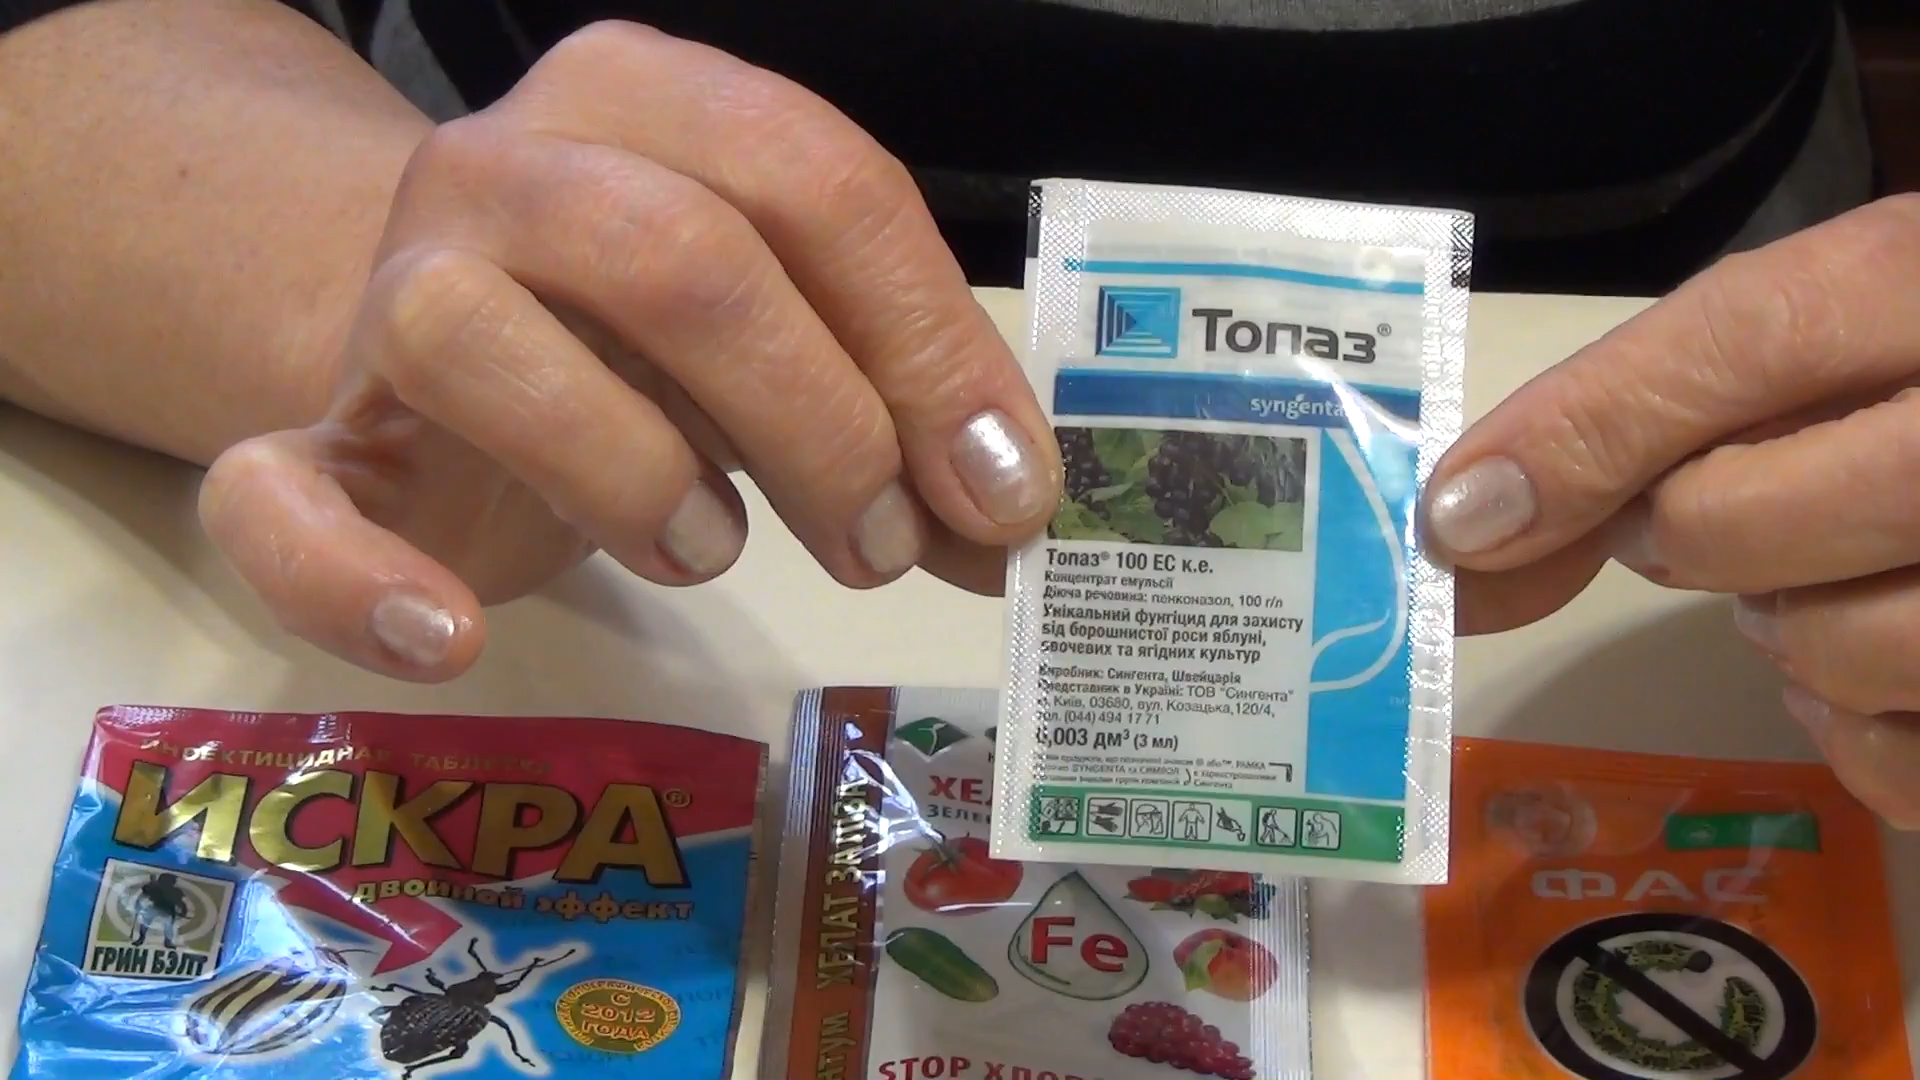 Топаз®
syngenta
Топаз® 100 ЕС к.е.
Концентрат емульсії
Діюча речовина: пенконазол, 100 г/л
Унікальний фунгіцид для захисту
від борошнистої роси яблуні,
овочевих та ягідних культур
Виробник: Сингента, Швейцарія
Представник в Україні: ТОВ "Сингента"
м. Київ, 03680, вул. Козацька, 120/4,
тел. (044) 494 17 71
0,003 дм³ (3 мл)
ИНСЕКТИЦИДНАЯ ТАБЛЕТКА
ИСКРА®
двойной эффект
ГРИН БЭЛТ
С
2012
ГОДА
ХЕЛАТ ЗАЛІЗА
Fe
STOP
ФАС